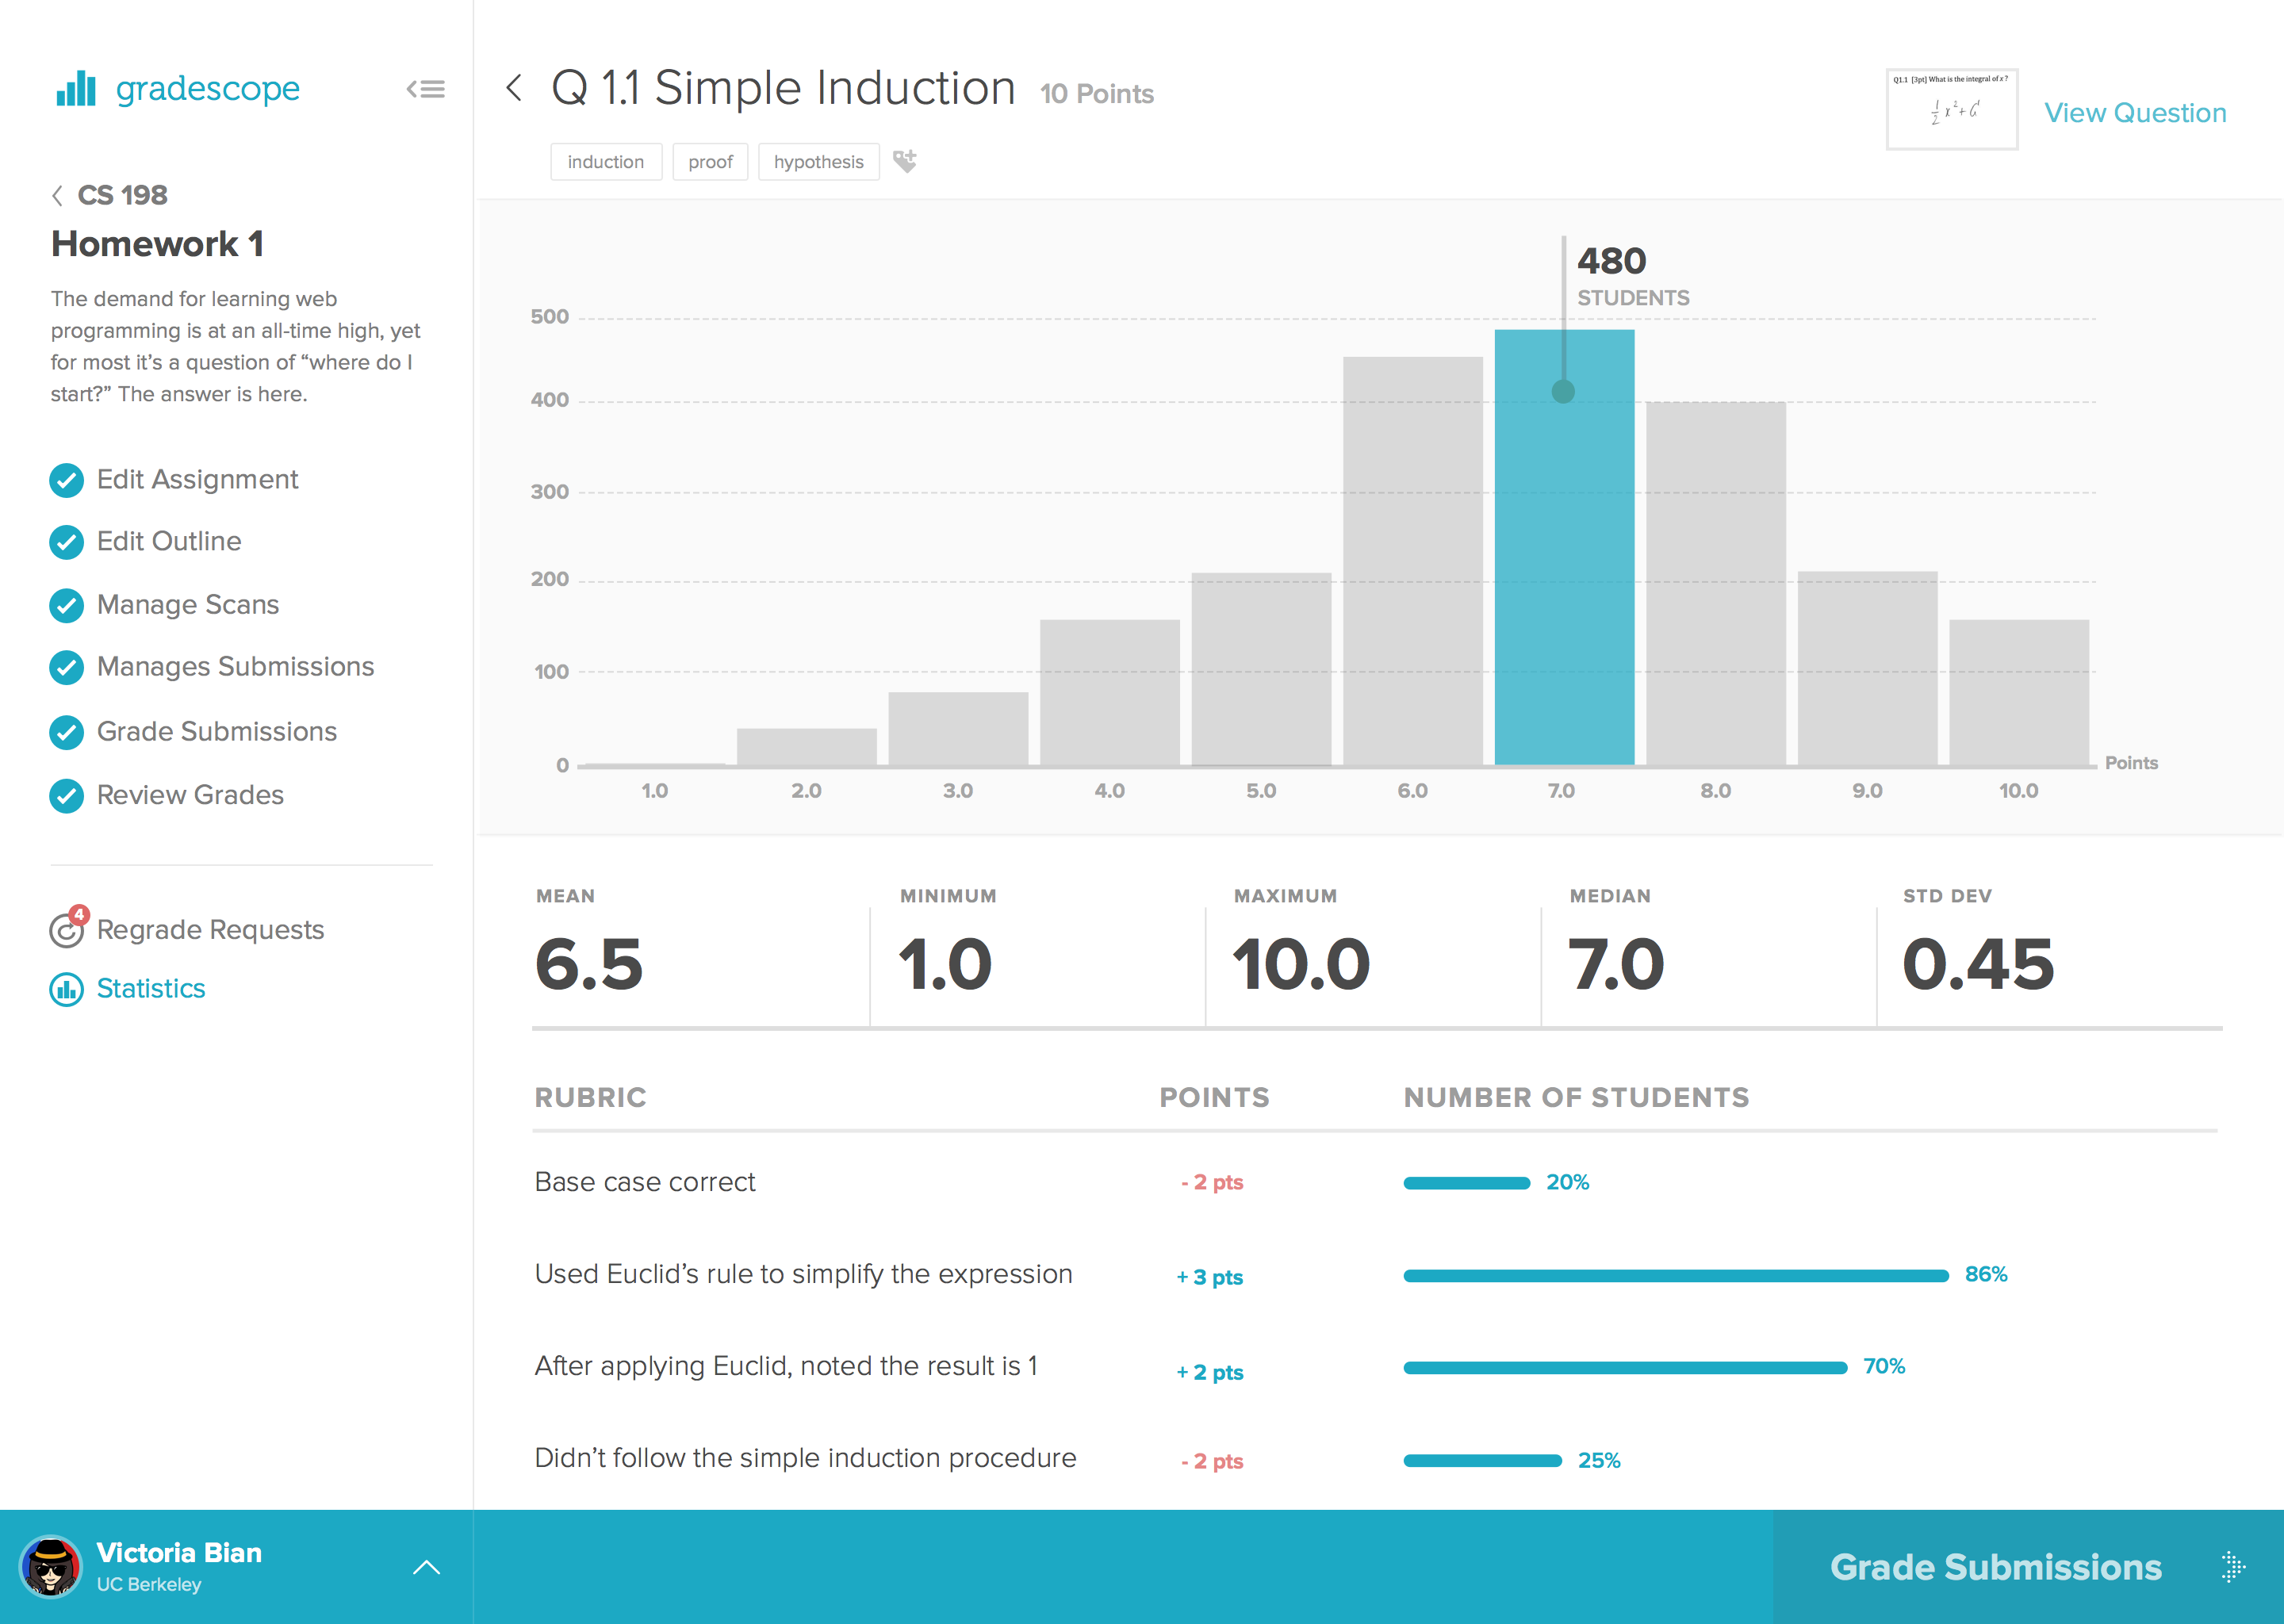 gradescope
CS 198
Homework 1
The demand for learning web
programming is at an all-time high, yet
for most it’s a question of “where do I
start?” The answer is here.
Edit Assignment
Edit Outline
Manage Scans
Manages Submissions
Grade Submissions
Review Grades
4
Regrade Requests
Statistics
Victoria Bian
UC Berkeley
Q 1.1 Simple Induction 10 Points
induction proof hypothesis
Q1.1 [3pt] What is the integral of x ?
½ x² + C
View Question
480
STUDENTS
500
400
300
200
100
0
Points
1.0 2.0 3.0 4.0 5.0 6.0 7.0 8.0 9.0 10.0
MEAN MINIMUM MAXIMUM MEDIAN STD DEV
6.5 1.0 10.0 7.0 0.45
RUBRIC POINTS NUMBER OF STUDENTS
Base case correct - 2 pts 20%
Used Euclid’s rule to simplify the expression + 3 pts 86%
After applying Euclid, noted the result is 1 + 2 pts 70%
Didn’t follow the simple induction procedure - 2 pts 25%
Grade Submissions